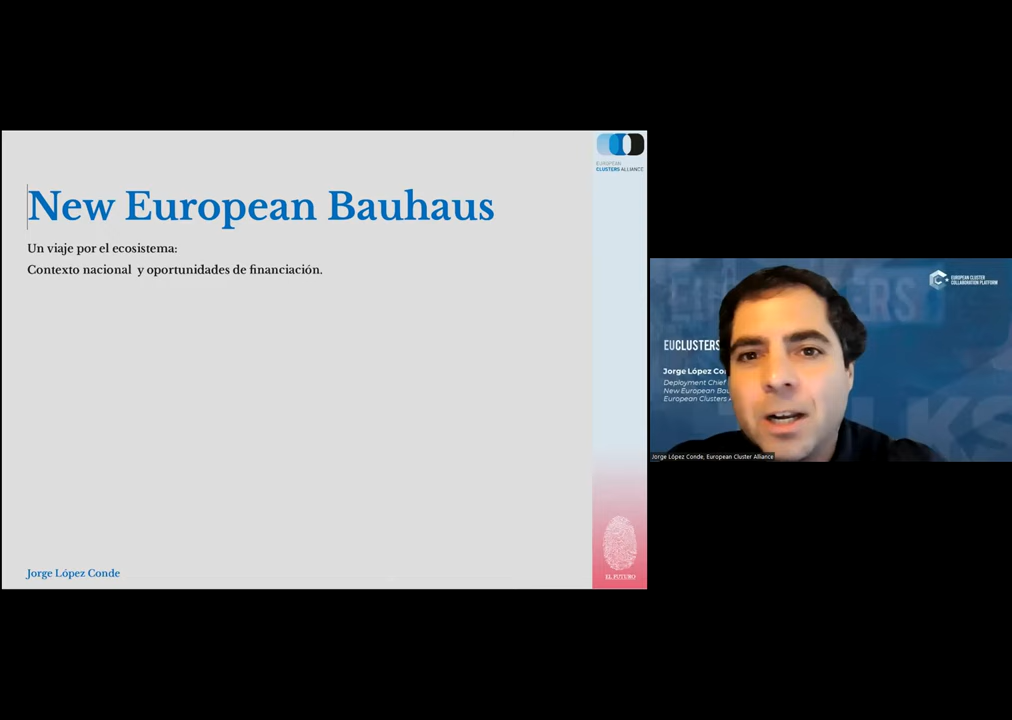 New European Bauhaus
Un viaje por el ecosistema:
Contexto nacional y oportunidades de financiación.
Jorge López Conde
EUROPEAN
CLUSTERS ALLIANCE
EL FUTURO
EUROPEAN CLUSTER
COLLABORATION PLATFORM
EUCLUSTERS
TALKS
Jorge López Co
Deployment Chief
New European Bau
European Clusters A
Jorge López Conde, European Cluster Alliance